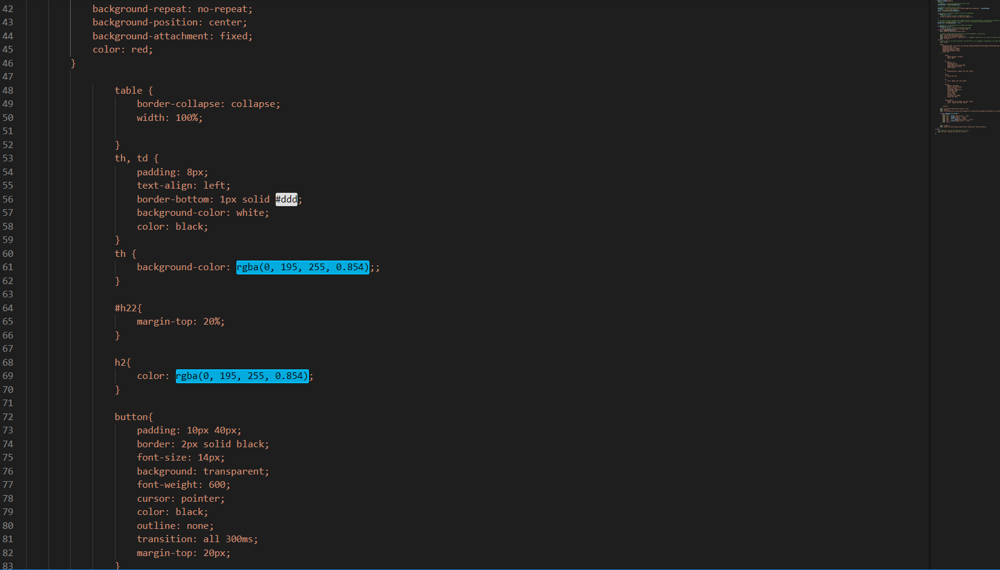 42 background-repeat: no-repeat;
43 background-position: center;
44 background-attachment: fixed;
45 color: red;
46 }
47
48 table {
49 border-collapse: collapse;
50 width: 100%;
51
52 }
53 th, td {
54 padding: 8px;
55 text-align: left;
56 border-bottom: 1px solid #ddd;
57 background-color: white;
58 color: black;
59 }
60 th {
61 background-color: rgba(0, 195, 255, 0.854);;
62 }
63
64 #h22{
65 margin-top: 20%;
66 }
67
68 h2{
69 color: rgba(0, 195, 255, 0.854);
70 }
71
72 button{
73 padding: 10px 40px;
74 border: 2px solid black;
75 font-size: 14px;
76 background: transparent;
77 font-weight: 600;
78 cursor: pointer;
79 color: black;
80 outline: none;
81 transition: all 300ms;
82 margin-top: 20px;
83 }